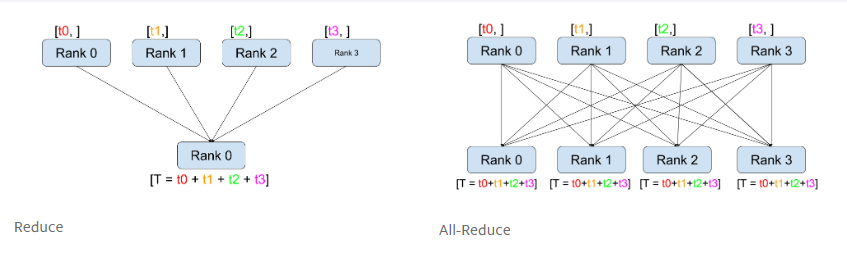 [t0, ] [t1,] [t2,] [t3, ]
Rank 0 Rank 1 Rank 2 Rank 3
Rank 0
[T = t0 + t1 + t2 + t3]
Reduce
[t0, ] [t1,] [t2,] [t3, ]
Rank 0 Rank 1 Rank 2 Rank 3
Rank 0 Rank 1 Rank 2 Rank 3
[T = t0+t1+t2+t3] [T = t0+t1+t2+t3] [T = t0+t1+t2+t3] [T = t0+t1+t2+t3]
All-Reduce